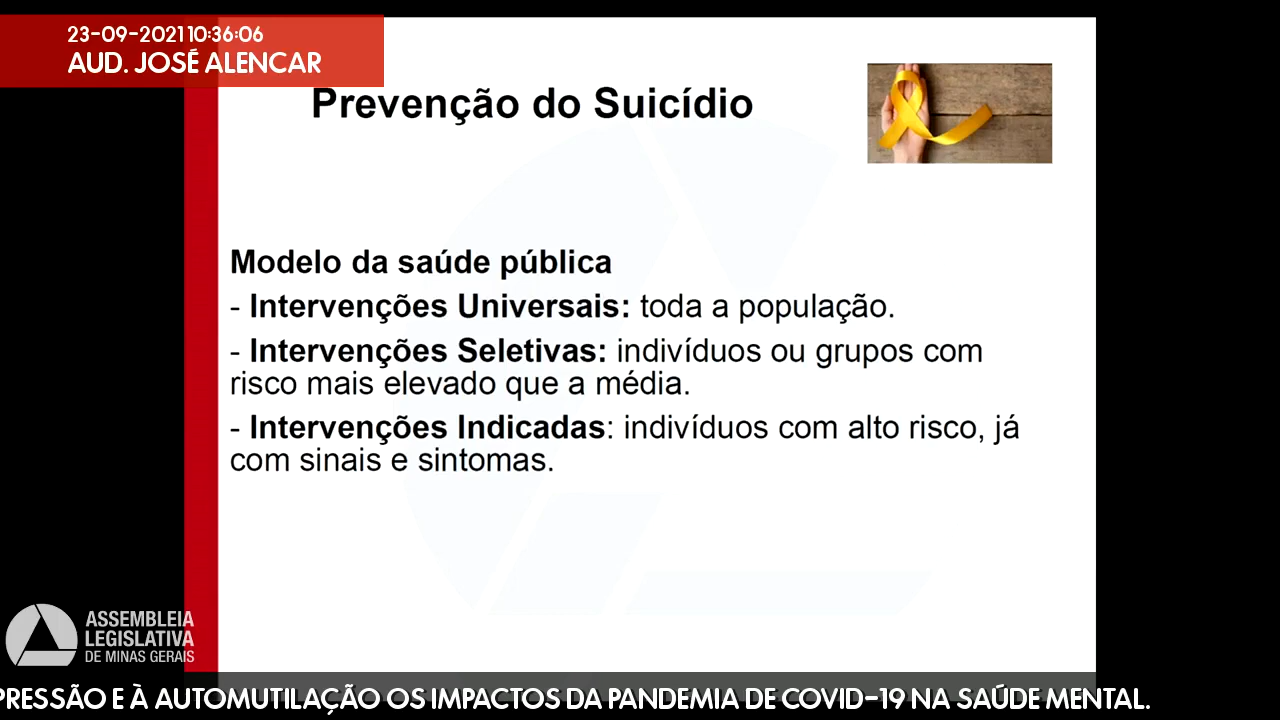 23-09-2021 10:36:06
AUD. JOSÉ ALENCAR
Prevenção do Suicídio
Modelo da saúde pública
- Intervenções Universais: toda a população.
- Intervenções Seletivas: indivíduos ou grupos com
risco mais elevado que a média.
- Intervenções Indicadas: indivíduos com alto risco, já
com sinais e sintomas.
ASSEMBLEIA
LEGISLATIVA
DE MINAS GERAIS
PRESSÃO E À AUTOMUTILAÇÃO OS IMPACTOS DA PANDEMIA DE COVID-19 NA SAÚDE MENTAL.